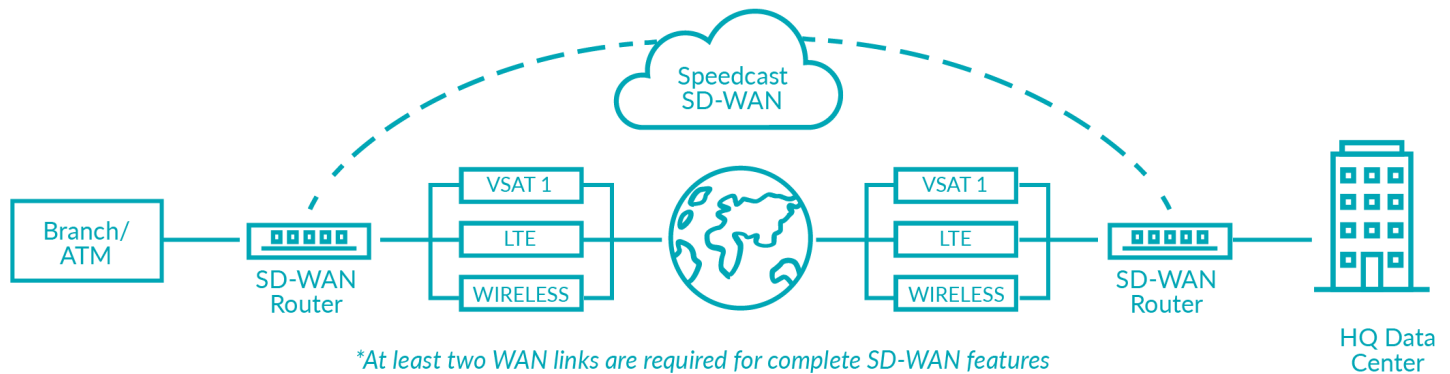 Speedcast
SD-WAN
Branch/
ATM
SD-WAN
Router
VSAT 1
LTE
WIRELESS
VSAT 1
LTE
WIRELESS
SD-WAN
Router
HQ Data
Center
*At least two WAN links are required for complete SD-WAN features